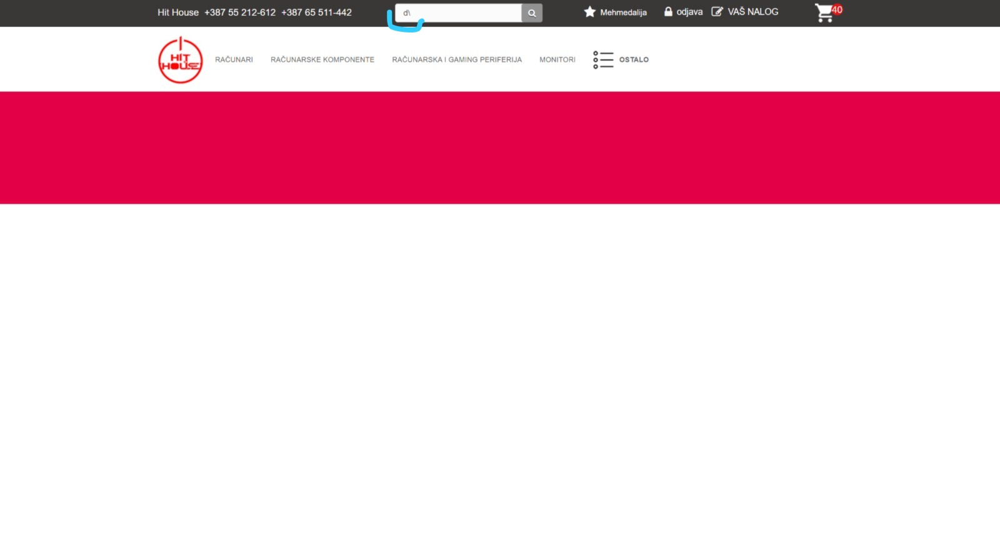 Hit House +387 55 212-612 +387 65 511-442
d\
Mehmedalija
odjava
VAŠ NALOG
40
HIT
HOUSE
RAČUNARI
RAČUNARSKE KOMPONENTE
RAČUNARSKA I GAMING PERIFERIJA
MONITORI
OSTALO